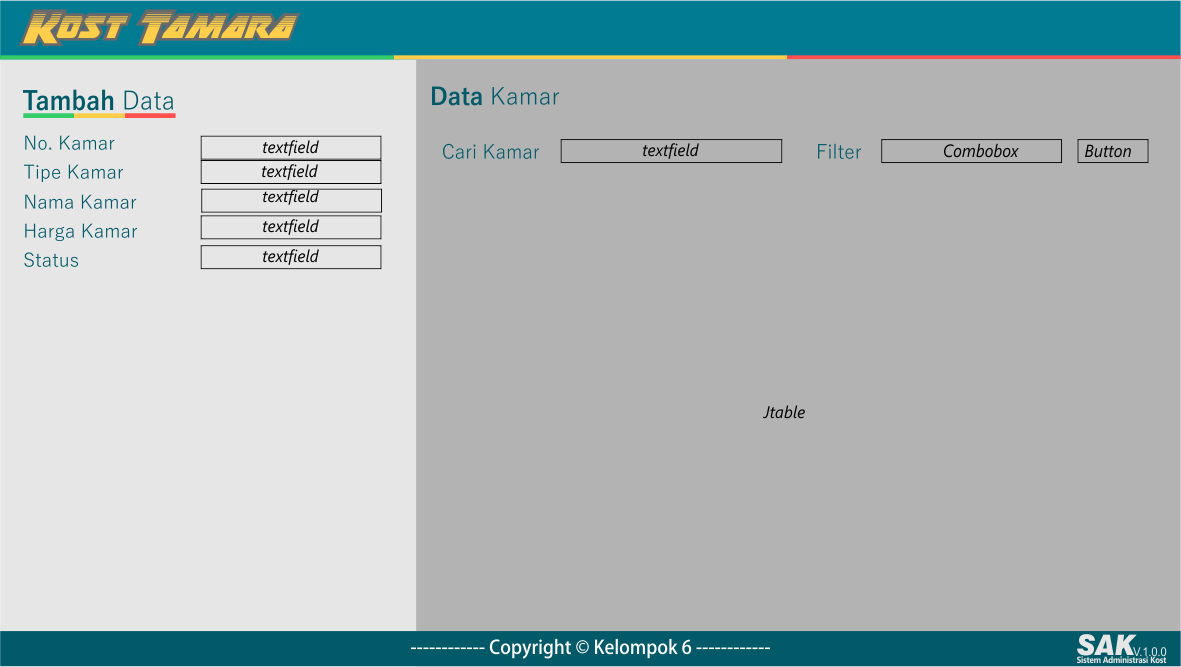 Kost Tamara
Tambah Data
No. Kamar textfield
Tipe Kamar textfield
Nama Kamar textfield
Harga Kamar textfield
Status textfield
Data Kamar
Cari Kamar textfield Filter Combobox Button
Jtable
------------ Copyright © Kelompok 6 ------------
SAK V.1.0.0
Sistem Administrasi Kost